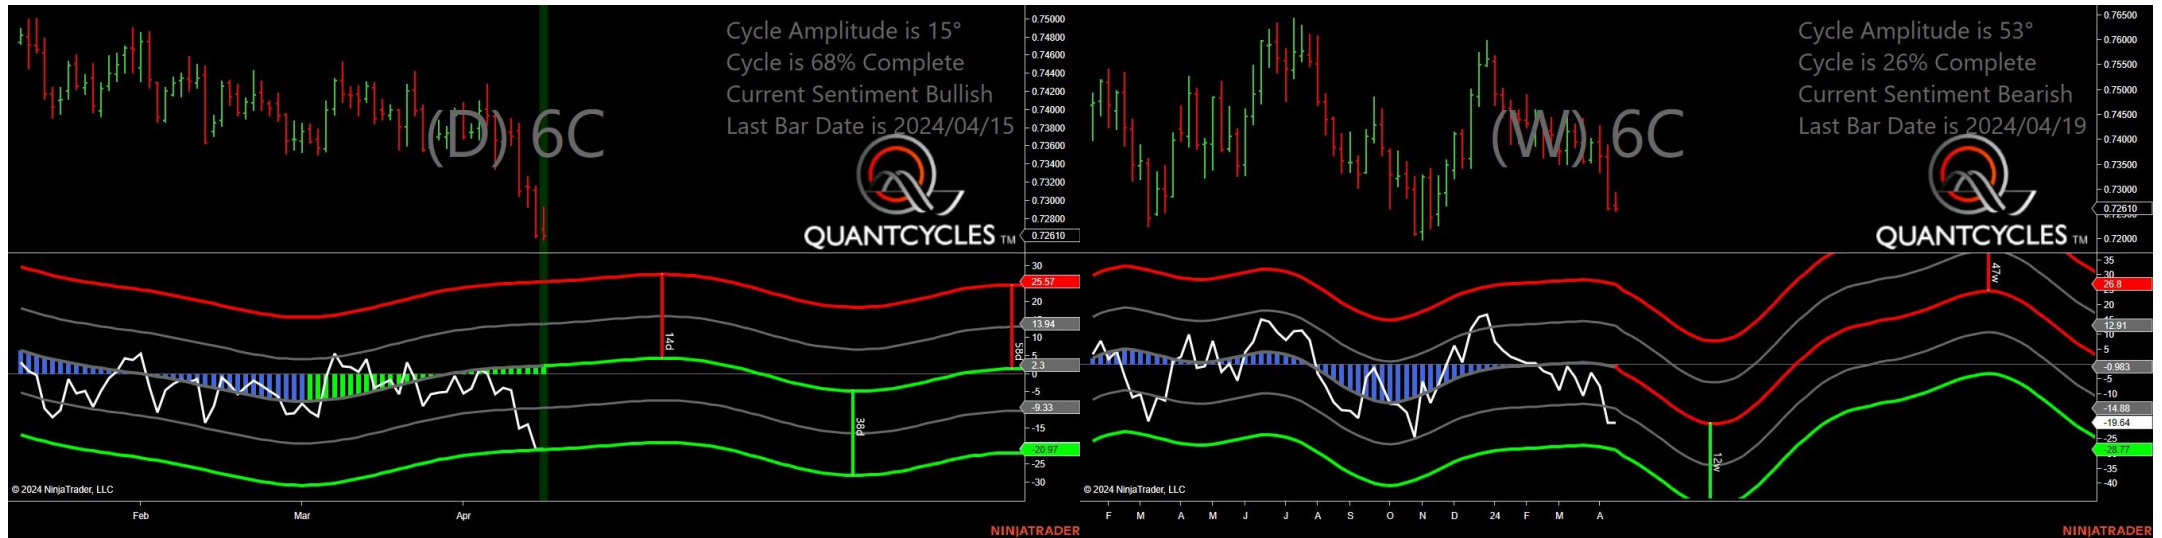 Cycle Amplitude is 15°
Cycle is 68% Complete
Current Sentiment Bullish
Last Bar Date is 2024/04/15
(D) 6C
QUANTCYCLES TM
0.75000
0.74800
0.74600
0.74400
0.74200
0.74000
0.73800
0.73600
0.73400
0.73200
0.73000
0.72800
0.72610
30
25.57
20
13.94
10
5
2.3
0
-5
-9.33
-15
-20.97
-25
-30
14d
38d
58d
© 2024 NinjaTrader, LLC
Feb Mar Apr
NINJATRADER
Cycle Amplitude is 53°
Cycle is 26% Complete
Current Sentiment Bearish
Last Bar Date is 2024/04/19
(W) 6C
QUANTCYCLES TM
0.76500
0.76000
0.75500
0.75000
0.74500
0.74000
0.73500
0.73000
0.72610
0.72000
35
30
26.8
20
12.91
10
5
-0.983
-5
-10
-14.88
-19.64
-25
-28.77
-35
-40
47w
12w
© 2024 NinjaTrader, LLC
F M A M J J A S O N D 24 F M A
NINJATRADER